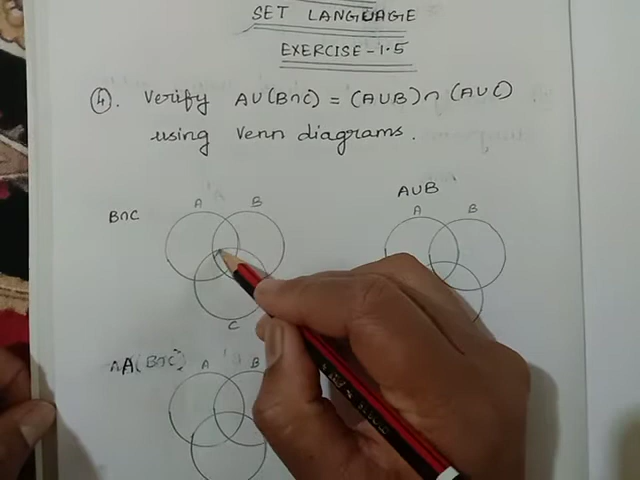 SET LANGUAGE
EXERCISE-1.5
④. Verify A∪(B∩C) = (A∪B)∩(A∪C)
using Venn diagrams.
A∪B
B∩C A B A B
C
A(B∩C) A B